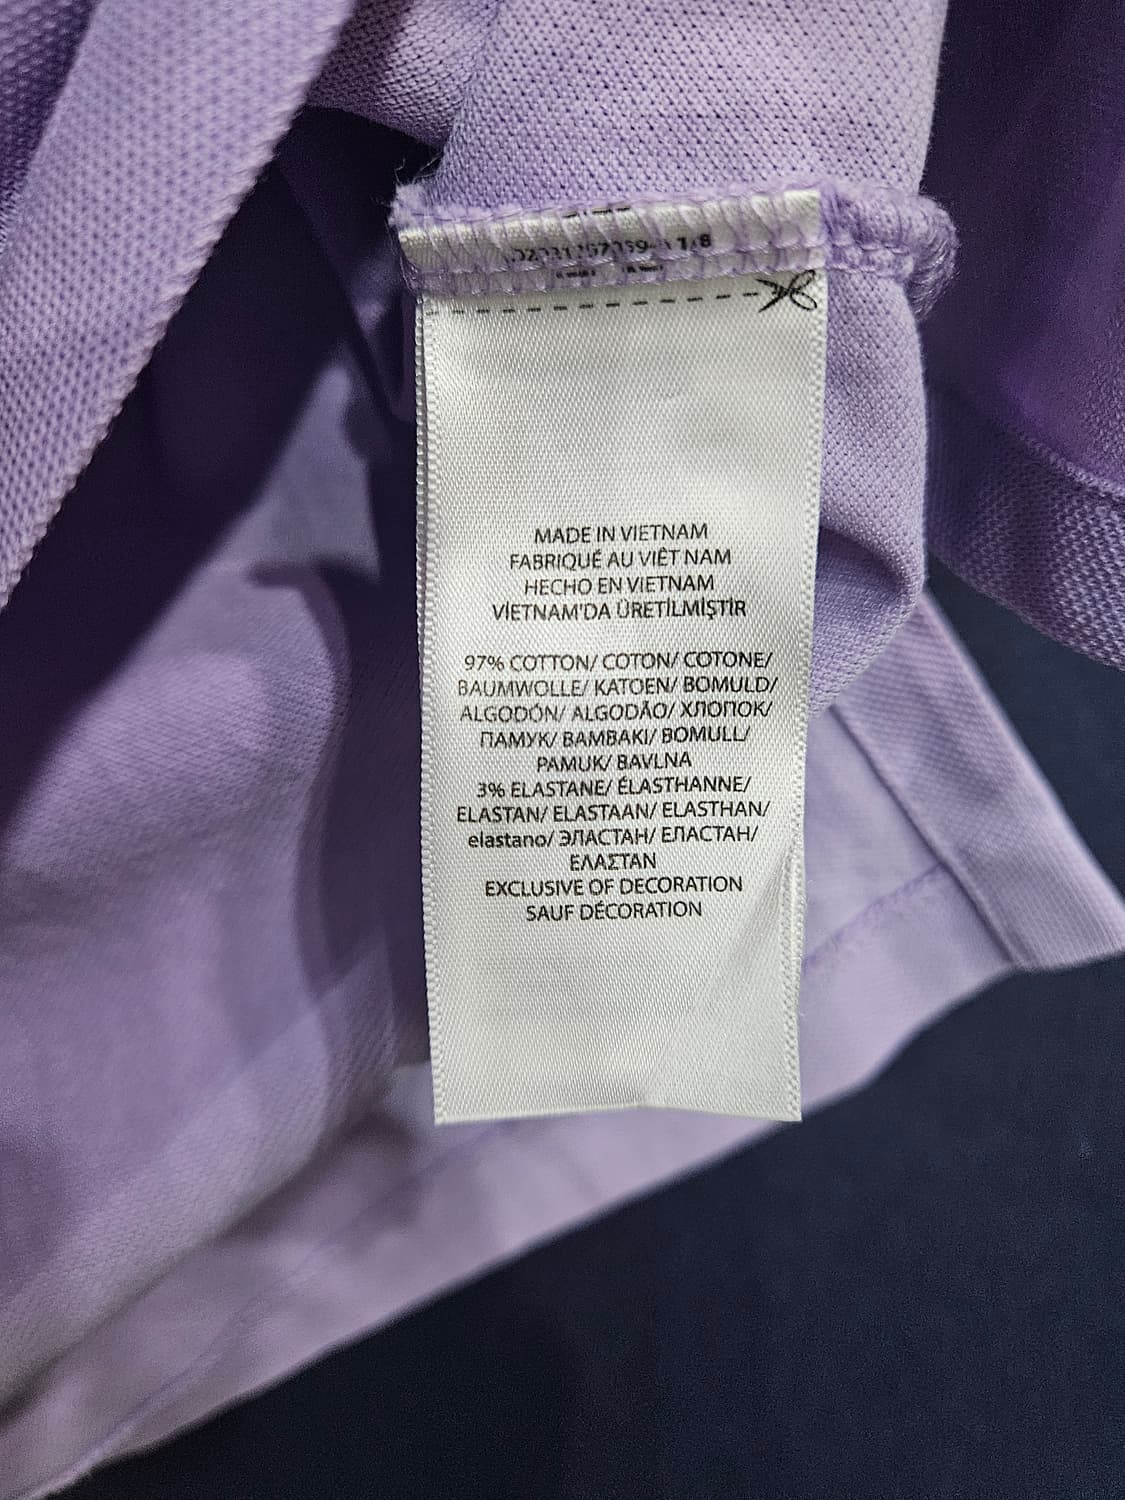 MADE IN VIETNAM
FABRIQUÉ AU VIÊT NAM
HECHO EN VIETNAM
VİETNAM'DA ÜRETİLMİŞTİR
97% COTTON/ COTON/ COTONE/
BAUMWOLLE/ KATOEN/ BOMULD/
ALGODÓN/ ALGODÃO/ ХЛОПОК/
ПАМУК/ ΒΑΜΒΑΚΙ/ BOMULL/
PAMUK/ BAVLNA
3% ELASTANE/ ÉLASTHANNE/
ELASTAN/ ELASTAAN/ ELASTHAN/
elastano/ ЭЛАСТАН/ ЕЛАСТАН/
ΕΛΑΣΤΑΝ
EXCLUSIVE OF DECORATION
SAUF DÉCORATION